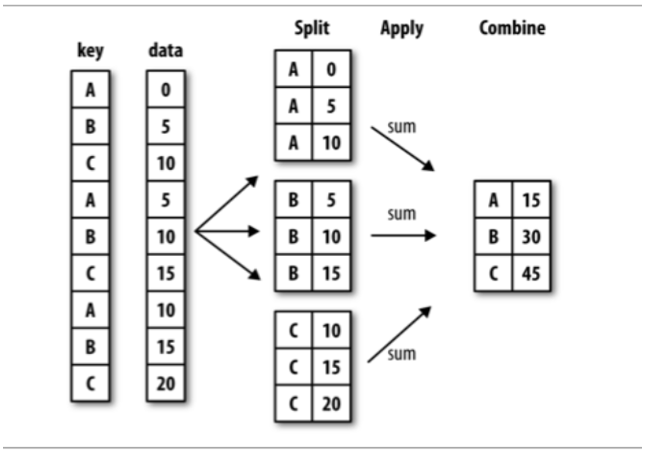 Split Apply Combine
key data
A 0
B 5
C 10
A 5
B 10
C 15
A 10
B 15
C 20
A 0
A 5
A 10
B 5
B 10
B 15
C 10
C 15
C 20
sum
sum
sum
A 15
B 30
C 45